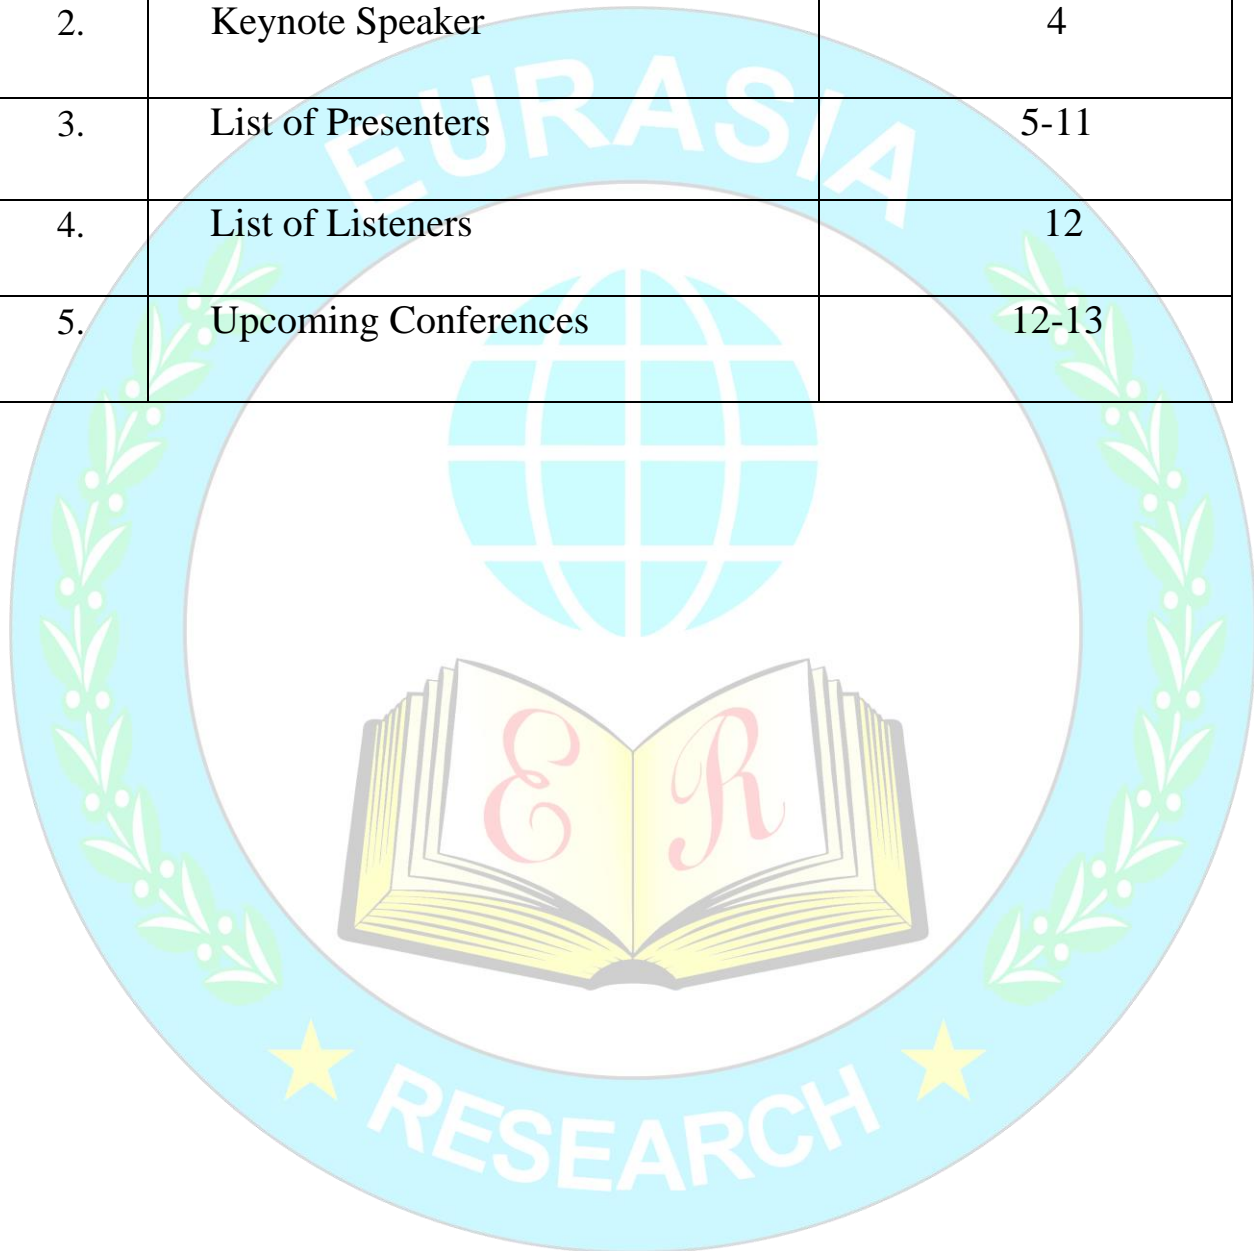 2. Keynote Speaker 4
3. List of Presenters 5-11
4. List of Listeners 12
5. Upcoming Conferences 12-13
EURASIA
E R
RESEARCH